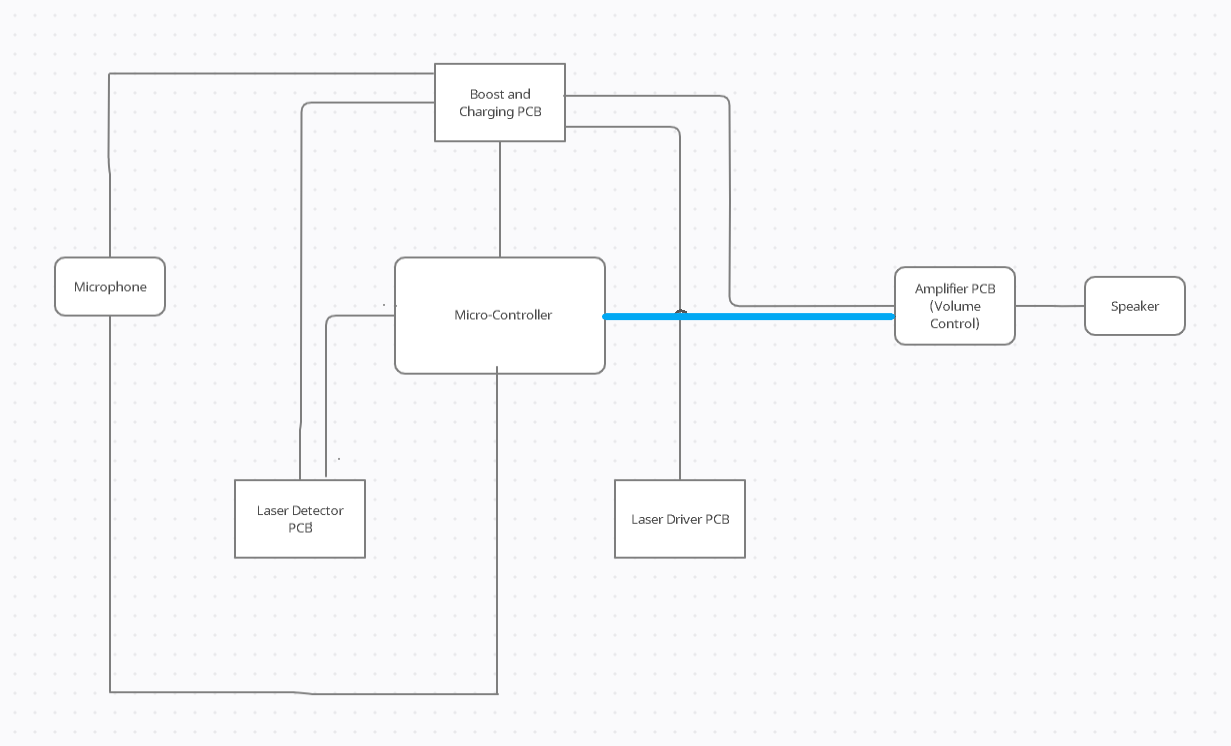 Boost and
Charging PCB
Microphone
Micro-Controller
Amplifier PCB
(Volume
Control)
Speaker
Laser Detector
PCB
Laser Driver PCB